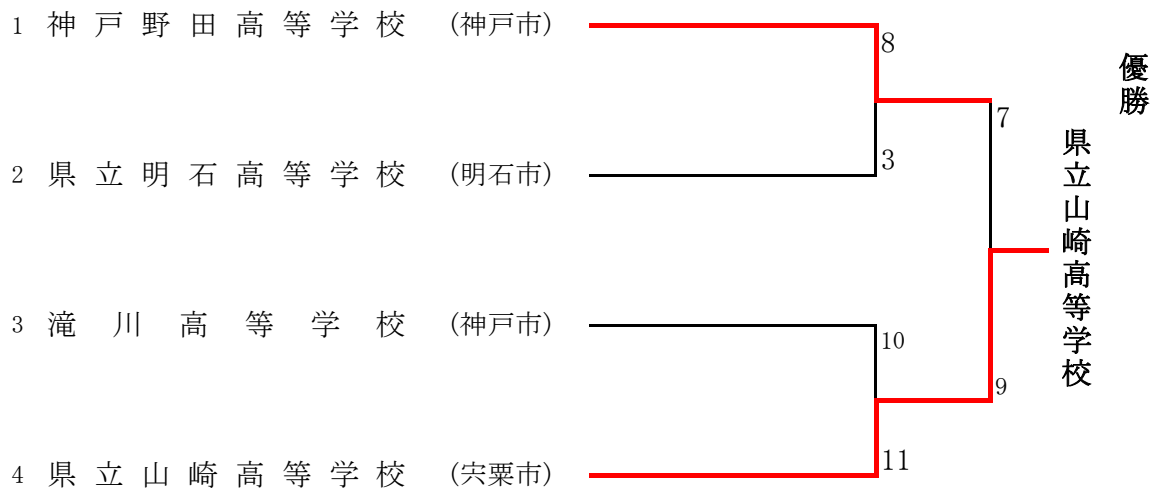 1 神戸野田高等学校 (神戸市)
8
優勝
7
3
2 県立明石高等学校 (明石市)
県立山崎高等学校
3 滝川高等学校 (神戸市)
10
9
11
4 県立山崎高等学校 (宍粟市)